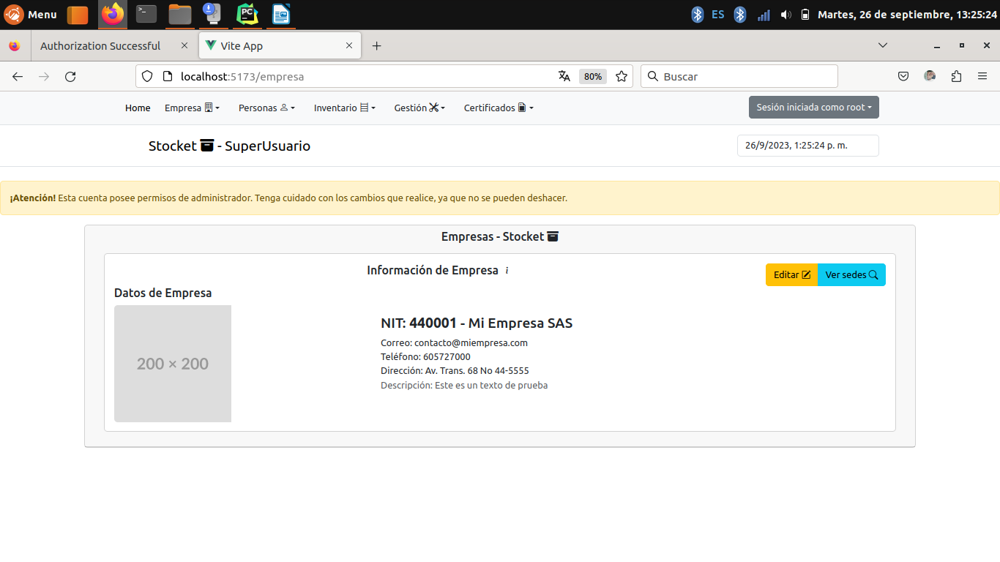 Menu
ES
Martes, 26 de septiembre, 13:25:24
Authorization Successful
Vite App
localhost:5173/empresa
80%
Buscar
Home Empresa Personas Inventario Gestión Certificados
Sesión iniciada como root
Stocket - SuperUsuario
26/9/2023, 1:25:24 p. m.
¡Atención! Esta cuenta posee permisos de administrador. Tenga cuidado con los cambios que realice, ya que no se pueden deshacer.
Empresas - Stocket
Información de Empresa i
Editar
Ver sedes
Datos de Empresa
200 × 200
NIT: 440001 - Mi Empresa SAS
Correo: contacto@miempresa.com
Teléfono: 605727000
Dirección: Av. Trans. 68 No 44-5555
Descripción: Este es un texto de prueba
PC